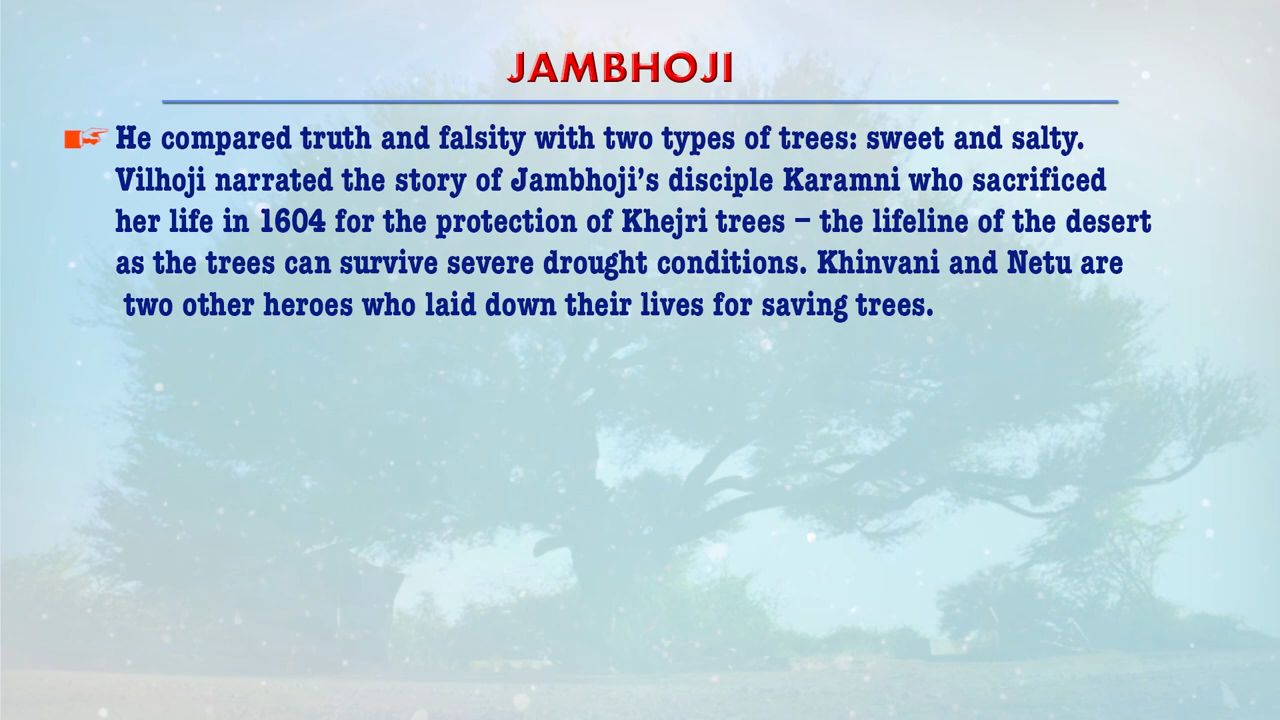 JAMBHOJI
He compared truth and falsity with two types of trees: sweet and salty.
Vilhoji narrated the story of Jambhoji’s disciple Karamni who sacrificed
her life in 1604 for the protection of Khejri trees – the lifeline of the desert
as the trees can survive severe drought conditions. Khinvani and Netu are
two other heroes who laid down their lives for saving trees.